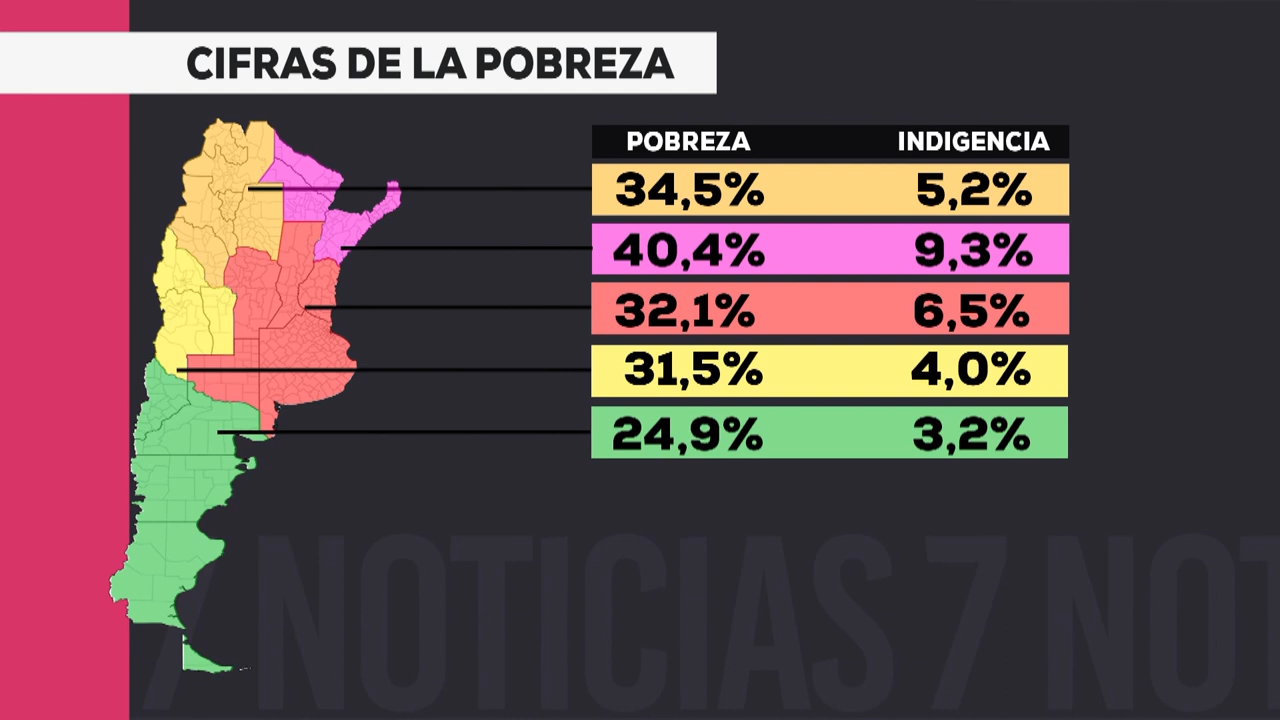 CIFRAS DE LA POBREZA
POBREZA INDIGENCIA
34,5% 5,2%
40,4% 9,3%
32,1% 6,5%
31,5% 4,0%
24,9% 3,2%
7 NOTICIAS 7 NOT